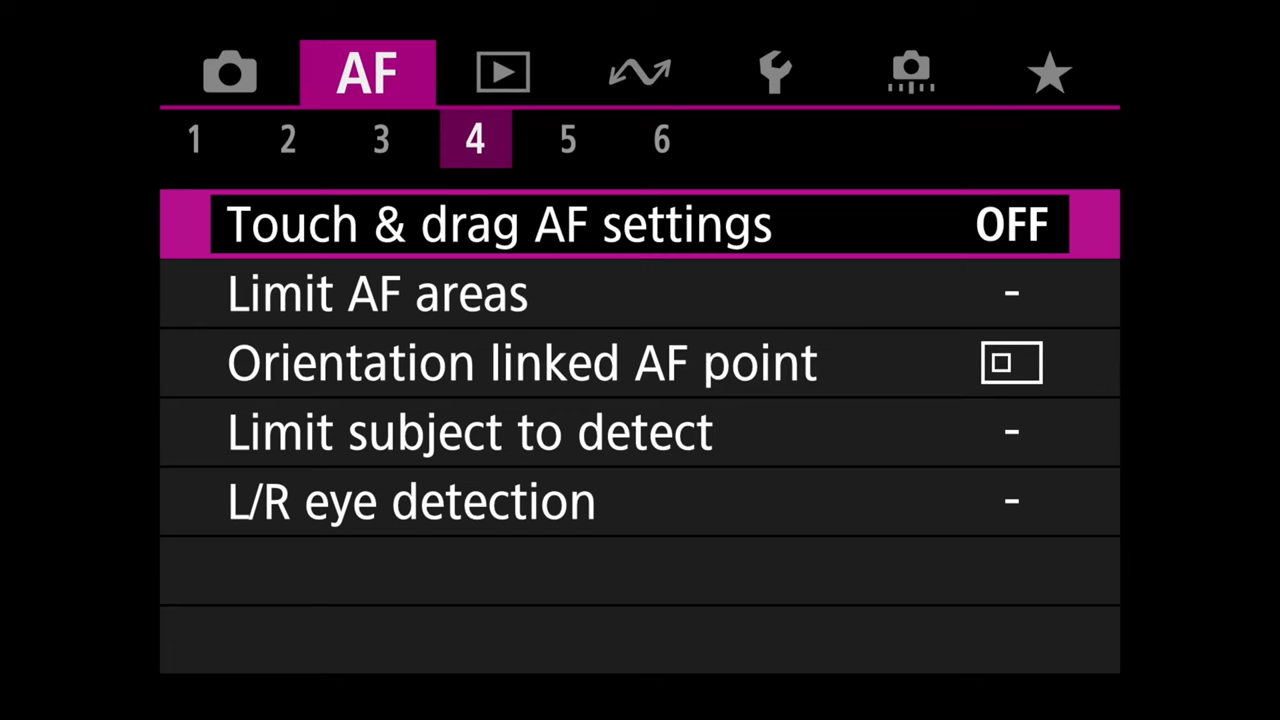 AF
1 2 3 4 5 6
Touch & drag AF settings OFF
Limit AF areas -
Orientation linked AF point
Limit subject to detect -
L/R eye detection -